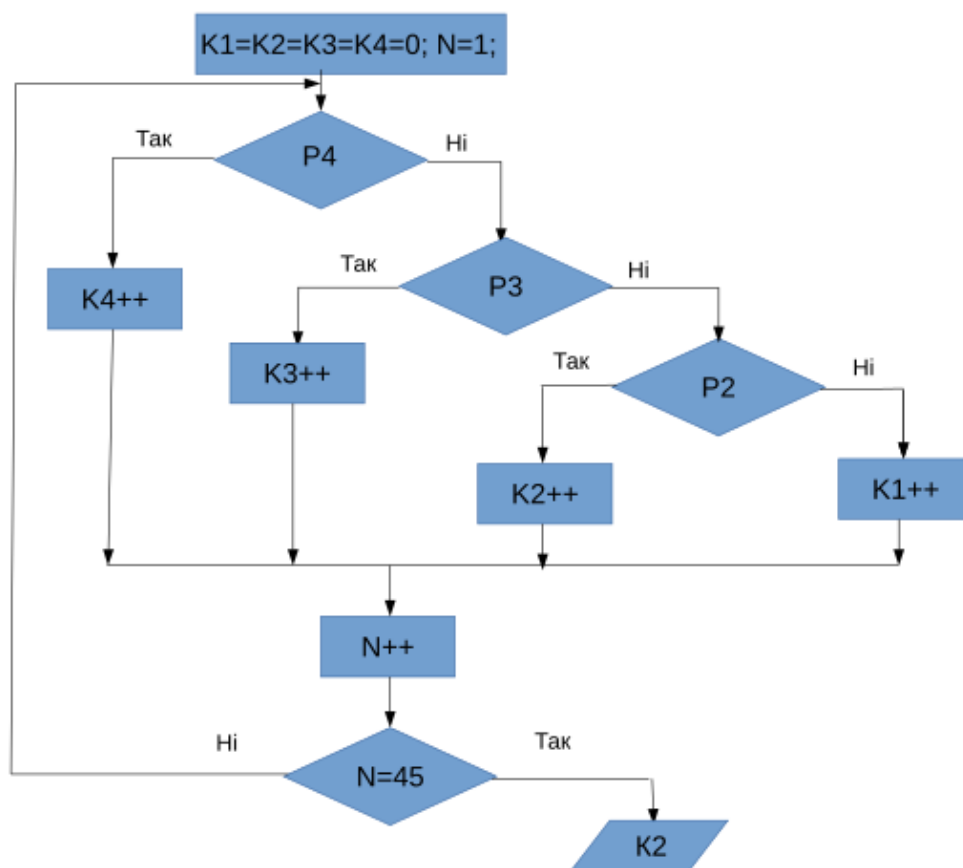 K1=K2=K3=K4=0; N=1;
Так
P4
Ні
K4++
Так
P3
Ні
K3++
Так
P2
Ні
K2++
K1++
N++
Ні
N=45
Так
K2